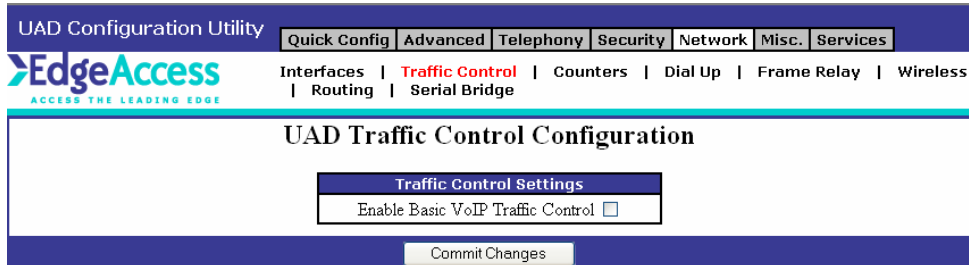 UAD Configuration Utility
Quick Config Advanced Telephony Security Network Misc. Services
EdgeAccess
ACCESS THE LEADING EDGE
Interfaces | Traffic Control | Counters | Dial Up | Frame Relay | Wireless
| Routing | Serial Bridge
UAD Traffic Control Configuration
Traffic Control Settings
Enable Basic VoIP Traffic Control
Commit Changes